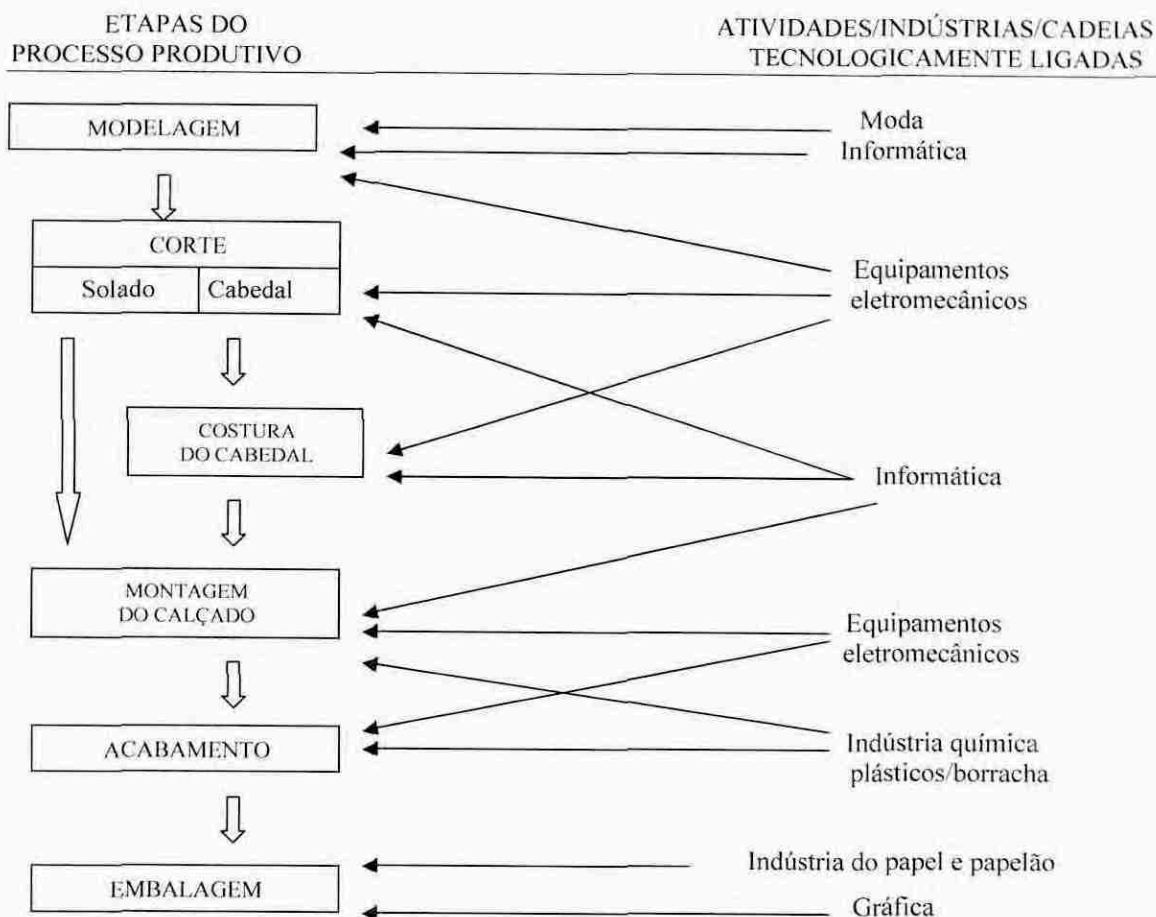 ETAPAS DO
PROCESSO PRODUTIVO
ATIVIDADES/INDÚSTRIAS/CADEIAS
TECNOLOGICAMENTE LIGADAS
MODELAGEM
Moda
Informática
CORTE
Solado
Cabedal
Equipamentos
eletromecânicos
COSTURA
DO CABEDAL
Informática
MONTAGEM
DO CALÇADO
Equipamentos
eletromecânicos
ACABAMENTO
Indústria química
plásticos/borracha
EMBALAGEM
Indústria do papel e papelão
Gráfica